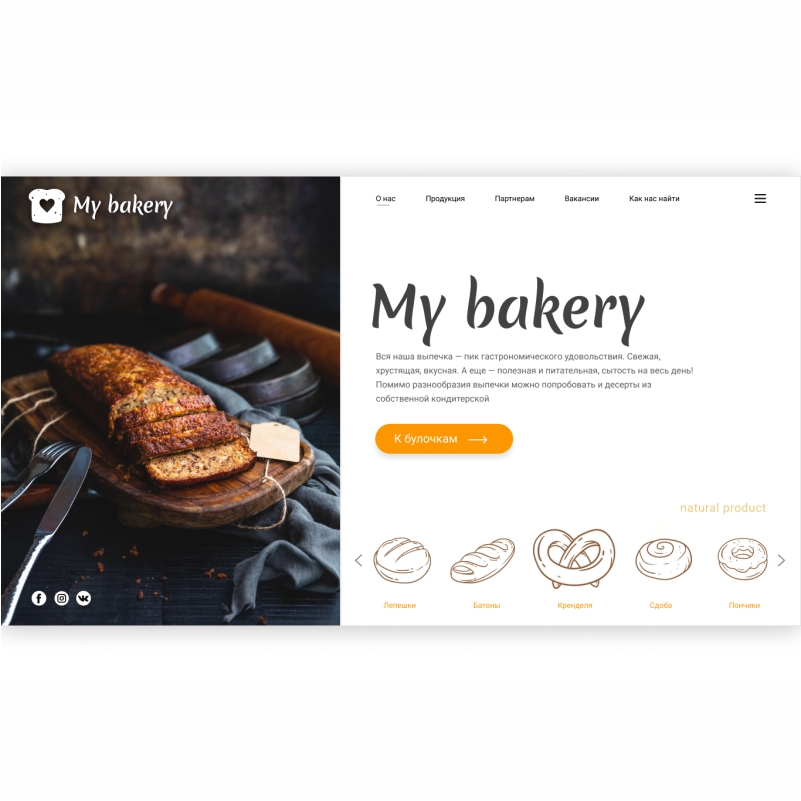 My bakery
О нас Продукция Партнерам Вакансии Как нас найти
My bakery
Вся наша выпечка — пик гастрономического удовольствия. Свежая,
хрустящая, вкусная. А еще — полезная и питательная, сытость на весь день!
Помимо разнообразия выпечки можно попробовать и десерты из
собственной кондитерской
К булочкам
natural product
Лепешки Батоны Кренделя Сдоба Пончики